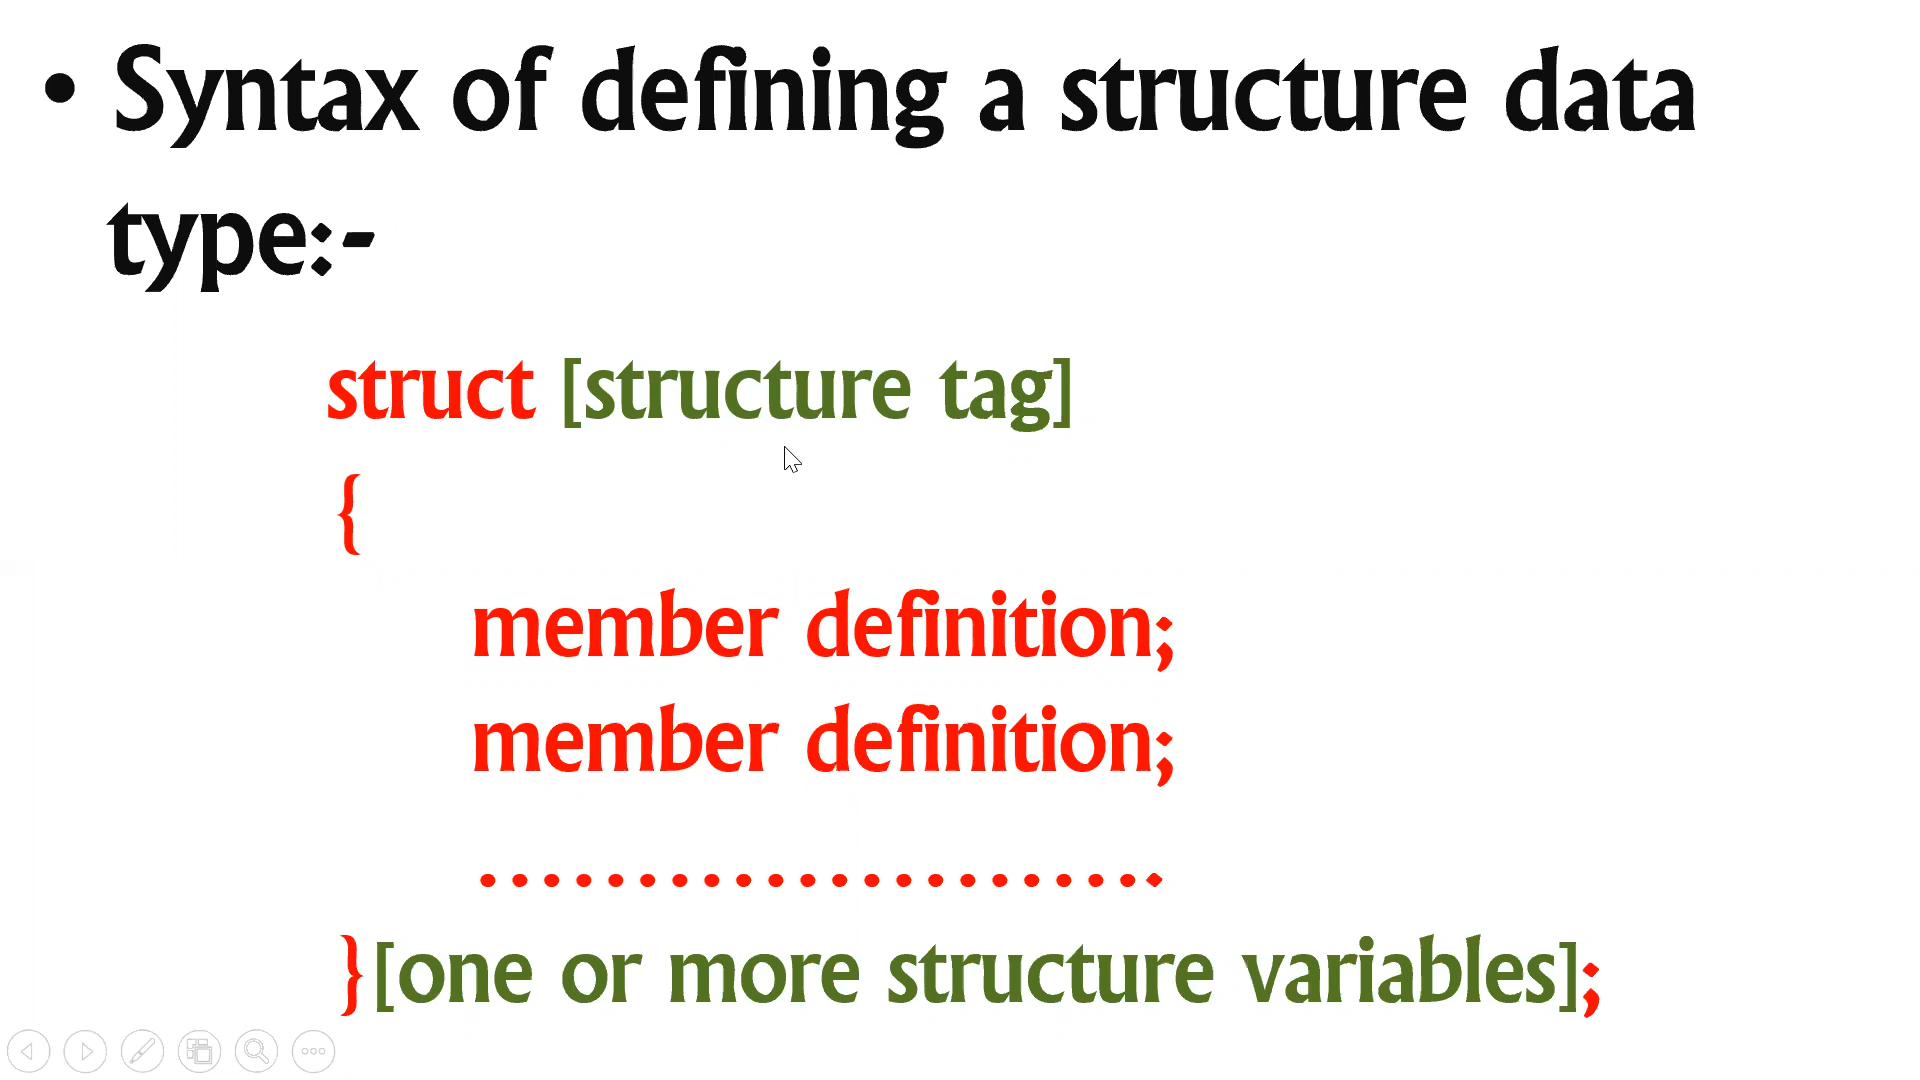 • Syntax of defining a structure data
type:-
struct [structure tag]
{
member definition;
member definition;
......................
}[one or more structure variables];